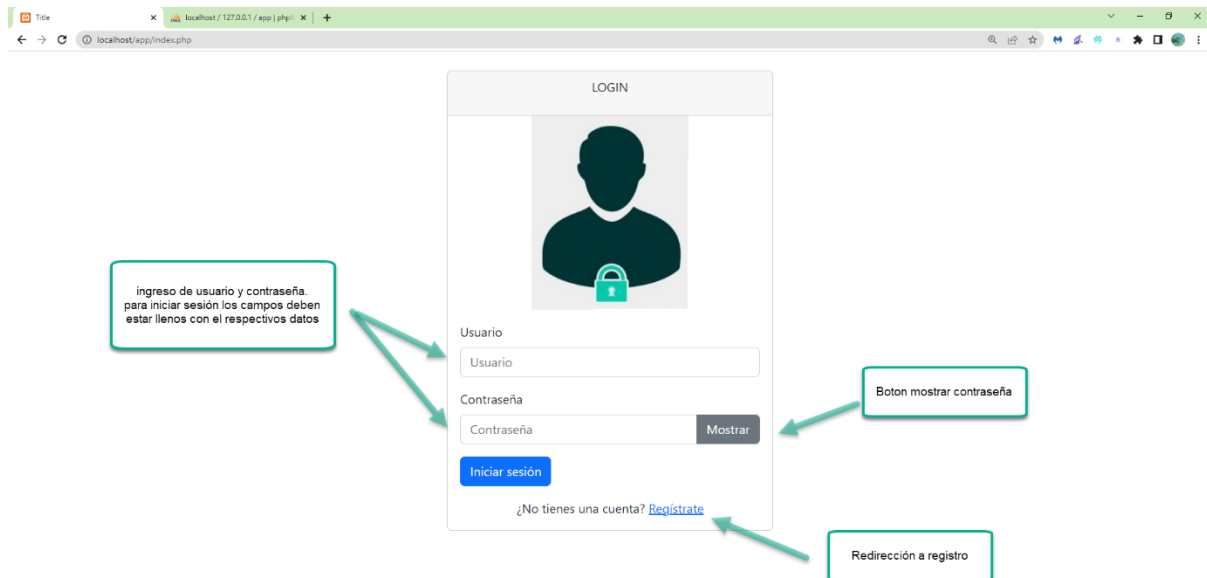 Title
localhost / 127.0.0.1 / app | phpl
localhost/app/index.php
LOGIN
ingreso de usuario y contraseña.
para iniciar sesión los campos deben
estar llenos con el respectivos datos
Usuario
Usuario
Contraseña
Contraseña
Mostrar
Boton mostrar contraseña
Iniciar sesión
¿No tienes una cuenta? Regístrate
Redirección a registro